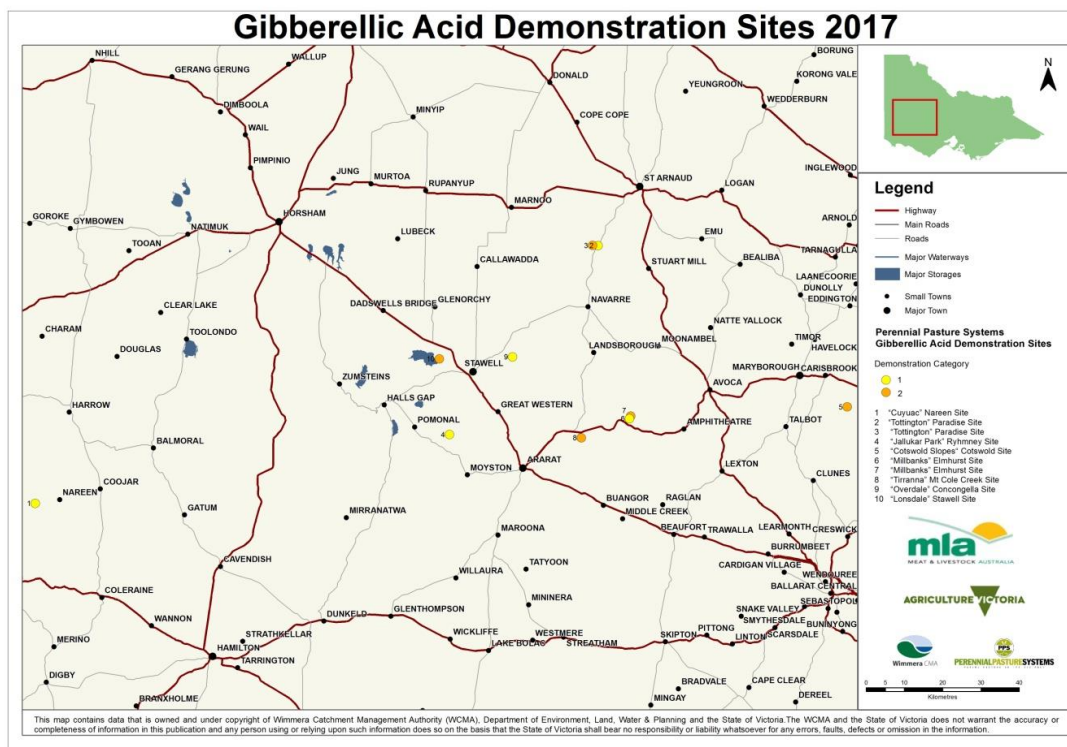 Gibberellic Acid Demonstration Sites 2017
NHILL
WALLUP
GERANG GERUNG
DIMBOOLA
WAIL
PIMPINIO
MINYIP
DONALD
COPE COPE
YEUNGROON
BORUNG
KORONG VALE
WEDDERBURN
INGLEWOOD
JUNG
MURTOA
RUPANYUP
MARNOO
ST ARNAUD
LOGAN
GOROKE
GYMBOWEN
NATIMUK
HORSHAM
TOOAN
LUBECK
CALLAWADDA
3
2
EMU
ARNOLD
TARNAGULLA
STUART MILL
BEALIBA
LAANECOORIE
DUNOLLY
EDDINGTON
CLEAR LAKE
DADSWELLS BRIDGE
GLENORCHY
NAVARRE
NATTE YALLOCK
CHARAM
TOOLONDO
DOUGLAS
MOONAMBEL
LANDSBOROUGH
TIMOR
HAVELOCK
10
9
STAWELL
MARYBOROUGH
CARISBROOK
ZUMSTEINS
HALLS GAP
GREAT WESTERN
AVOCA
HARROW
POMONAL
4
7
6
8
5
AMPHITHEATRE
TALBOT
BALMORAL
ARARAT
MOYSTON
LEXTON
CLUNES
NAREEN
1
COOJAR
GATUM
MIRRANATWA
BUANGOR
RAGLAN
MIDDLE CREEK
BEAUFORT
TRAWALLA
LEARMONTH
CRESWICK
MAROONA
BURRUMBEET
CAVENDISH
TATYOON
WILLAURA
CARDIGAN VILLAGE
WENDOUREE
BALLARAT CENTRAL
COLERAINE
MININERA
SEBASTOPOL
GLENTHOMPSON
DUNKELD
SNAKE VALLEY
SMYTHESDALE
WANNON
STRATHKELLAR
WICKLIFFE
WESTMERE
STREATHAM
LAKE BOLAC
SKIPTON
PITTONG
LINTON
SCARSDALE
BUNINYONG
MERINO
HAMILTON
TARRINGTON
DIGBY
BRANXHOLME
BRADVALE
MINGAY
CAPE CLEAR
DEREEL
N
Legend
Highway
Main Roads
Roads
Major Waterways
Major Storages
Small Towns
Major Town
Perennial Pasture Systems
Gibberellic Acid Demonstration Sites
Demonstration Category
1
2
1 "Cuyuac" Nareen Site
2 "Tottington" Paradise Site
3 "Tottington" Paradise Site
4 "Jallukar Park" Ryhmney Site
5 "Cotswold Slopes" Cotswold Site
6 "Millbanks" Elmhurst Site
7 "Millbanks" Elmhurst Site
8 "Tirranna" Mt Cole Creek Site
9 "Overdale" Concongella Site
10 "Lonsdale" Stawell Site
mla
MEAT & LIVESTOCK AUSTRALIA
AGRICULTURE VICTORIA
Wimmera CMA
PPS
PERENNIAL PASTURE SYSTEMS
0 5 10 20 30 40
Kilometres
This map contains data that is owned and under copyright of Wimmera Catchment Management Authority (WCMA), Department of Environment, Land, Water & Planning and the State of Victoria.The WCMA and the State of Victoria does not warrant the accuracy or
completeness of information in this publication and any person using or relying upon such information does so on the basis that the State of Victoria shall bear no responsibility or liability whatsoever for any errors, faults, defects or omission in the information.